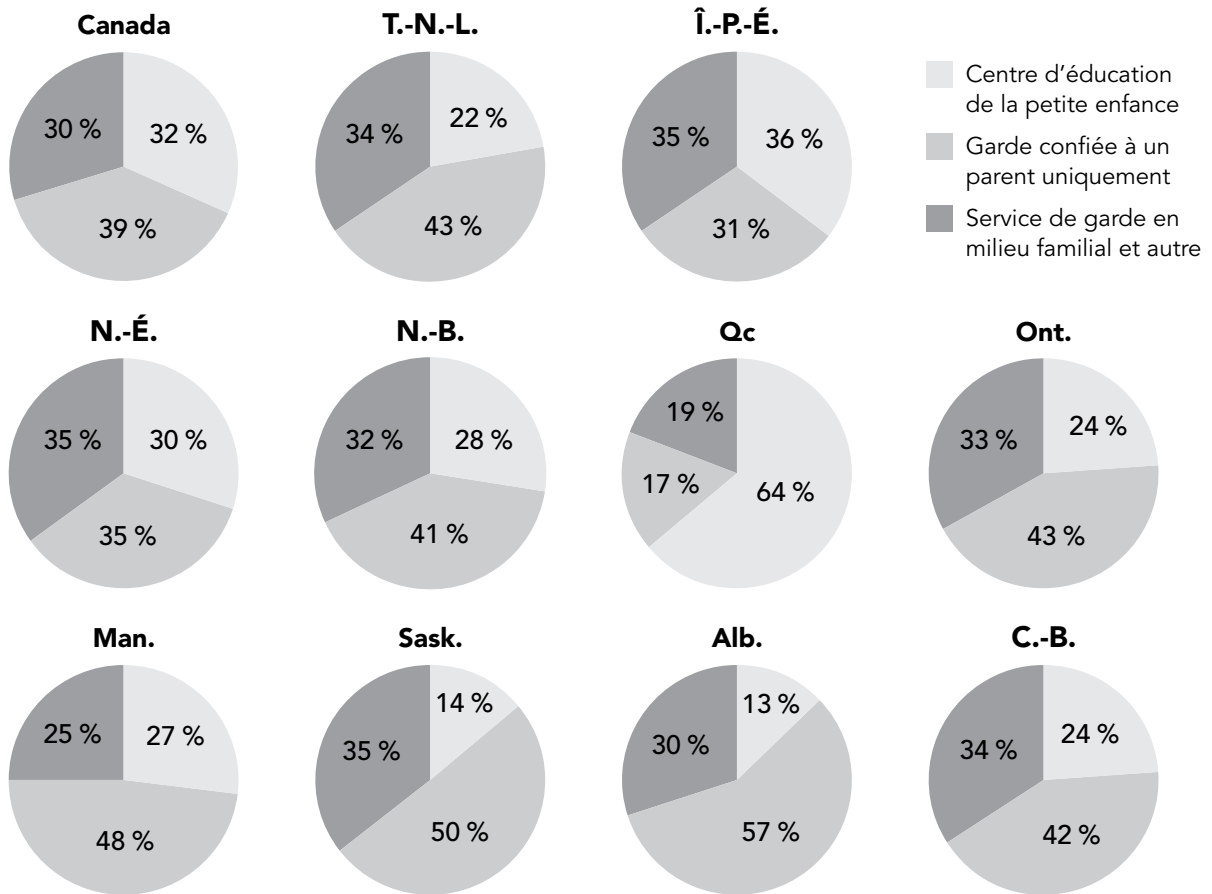 Canada
30 %
32 %
39 %
T.-N.-L.
34 %
22 %
43 %
Î.-P.-É.
35 %
36 %
31 %
Centre d'éducation
de la petite enfance
Garde confiée à un
parent uniquement
Service de garde en
milieu familial et autre
N.-É.
35 %
30 %
35 %
N.-B.
32 %
28 %
41 %
Qc
19 %
17 %
64 %
Ont.
33 %
24 %
43 %
Man.
25 %
27 %
48 %
Sask.
35 %
14 %
50 %
Alb.
30 %
13 %
57 %
C.-B.
34 %
24 %
42 %